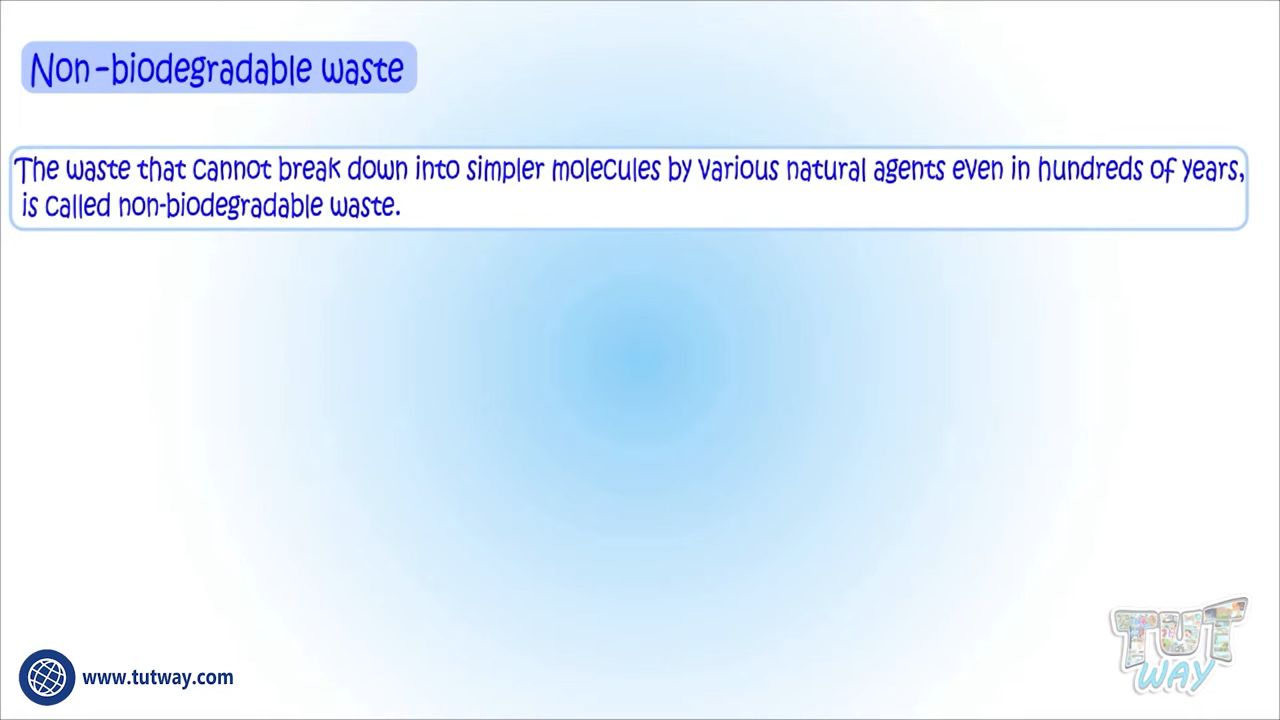 Non-biodegradable waste
The waste that cannot break down into simpler molecules by various natural agents even in hundreds of years,
is called non-biodegradable waste.
TUT
WAY
www.tutway.com